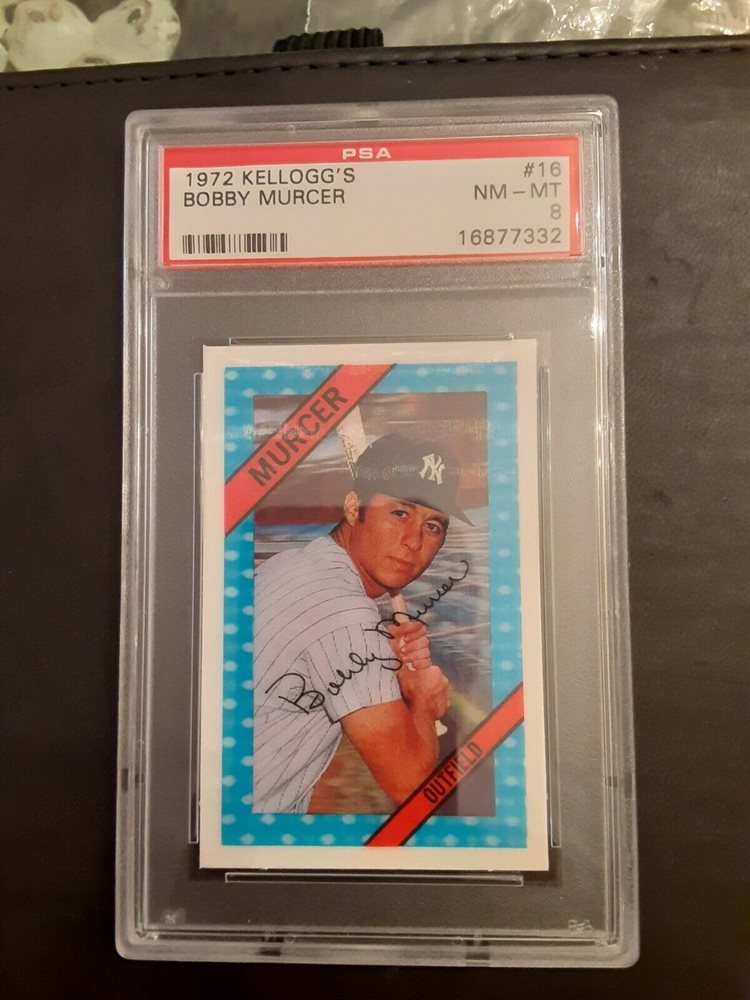 PSA
1972 KELLOGG'S #16
BOBBY MURCER NM – MT
8
16877332
MURCER
NY
Bobby Murcer
OUTFIELD